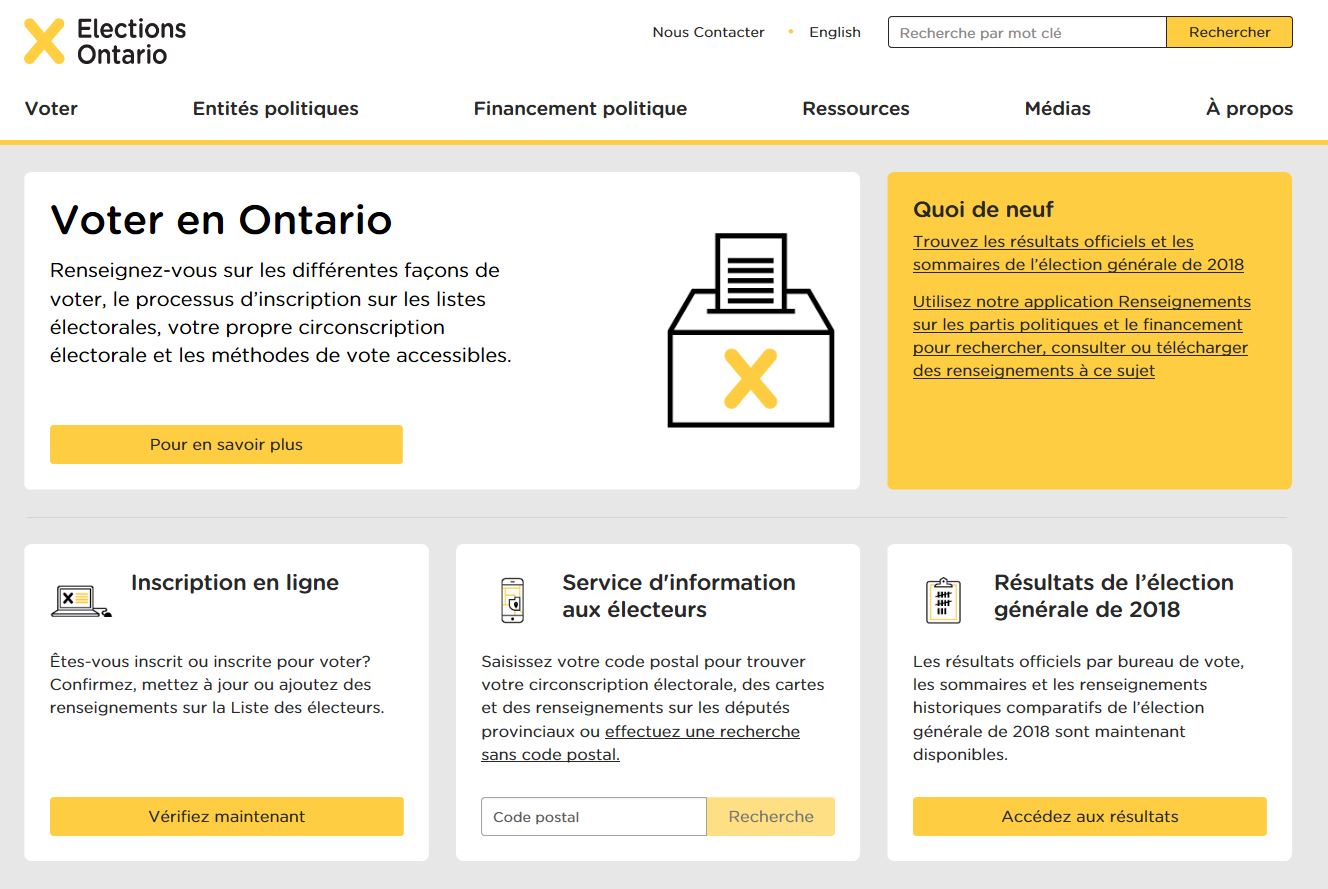 Elections
Ontario
Nous Contacter • English
Recherche par mot clé
Rechercher
Voter
Entités politiques
Financement politique
Ressources
Médias
À propos
Voter en Ontario
Renseignez-vous sur les différentes façons de
voter, le processus d’inscription sur les listes
électorales, votre propre circonscription
électorale et les méthodes de vote accessibles.
Pour en savoir plus
Quoi de neuf
Trouvez les résultats officiels et les
sommaires de l’élection générale de 2018
Utilisez notre application Renseignements
sur les partis politiques et le financement
pour rechercher, consulter ou télécharger
des renseignements à ce sujet
Inscription en ligne
Êtes-vous inscrit ou inscrite pour voter?
Confirmez, mettez à jour ou ajoutez des
renseignements sur la Liste des électeurs.
Vérifiez maintenant
Service d'information
aux électeurs
Saisissez votre code postal pour trouver
votre circonscription électorale, des cartes
et des renseignements sur les députés
provinciaux ou effectuez une recherche
sans code postal.
Code postal
Recherche
Résultats de l’élection
générale de 2018
Les résultats officiels par bureau de vote,
les sommaires et les renseignements
historiques comparatifs de l’élection
générale de 2018 sont maintenant
disponibles.
Accédez aux résultats